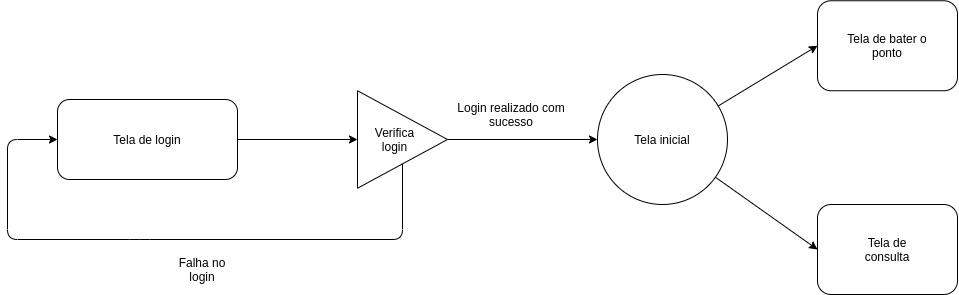 Tela de login
Verifica
login
Falha no
login
Login realizado com
sucesso
Tela inicial
Tela de bater o
ponto
Tela de
consulta